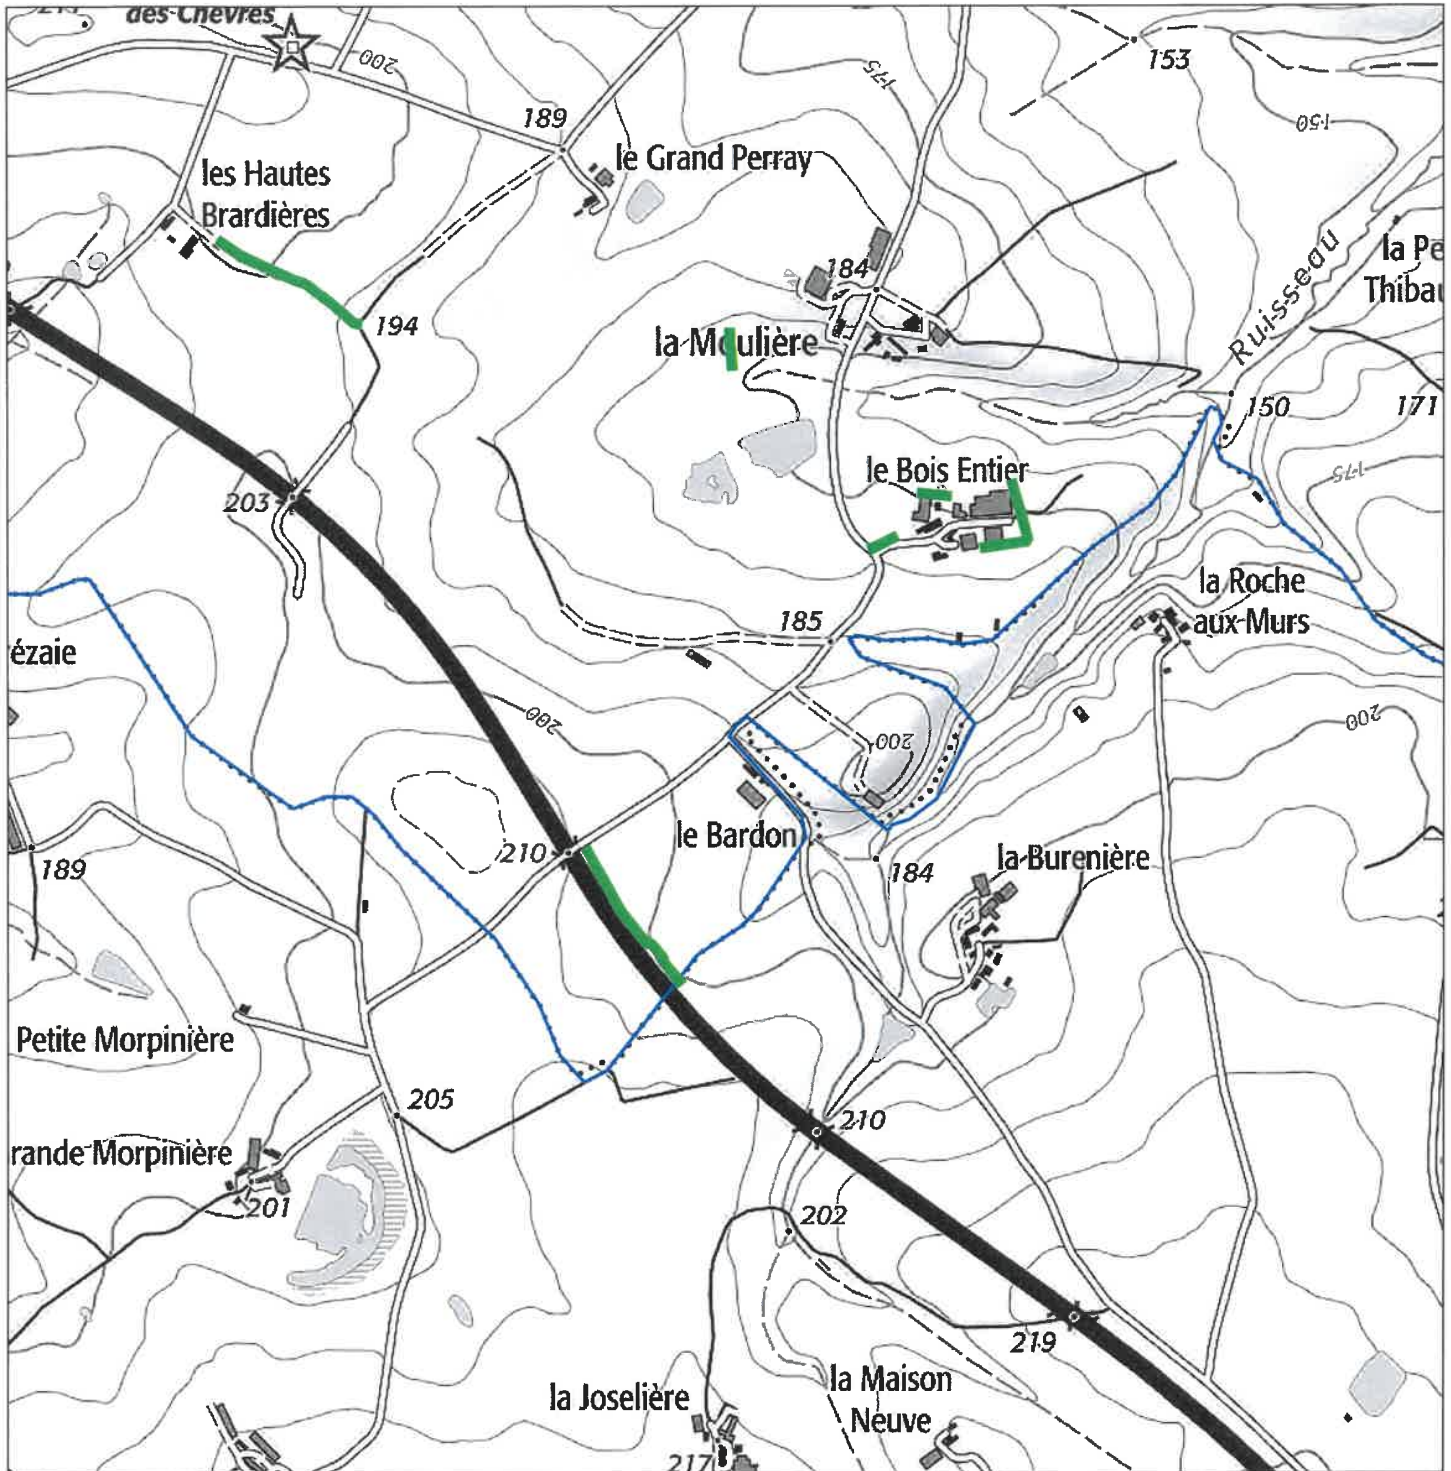 des Chèvres
200
153
175
189
150
le Grand Perray
les Hautes
Brardières
Ruisseau
la Pe
Thibau
184
194
la Moulière
150
171
le Bois Entier
175
203
la Roche
aux Murs
185
ézaie
200
200
200
le Bardon
210
189
184
la Burenière
Petite Morpinière
205
210
rande Morpinière
201
202
219
la Joselière
la Maison
Neuve
217